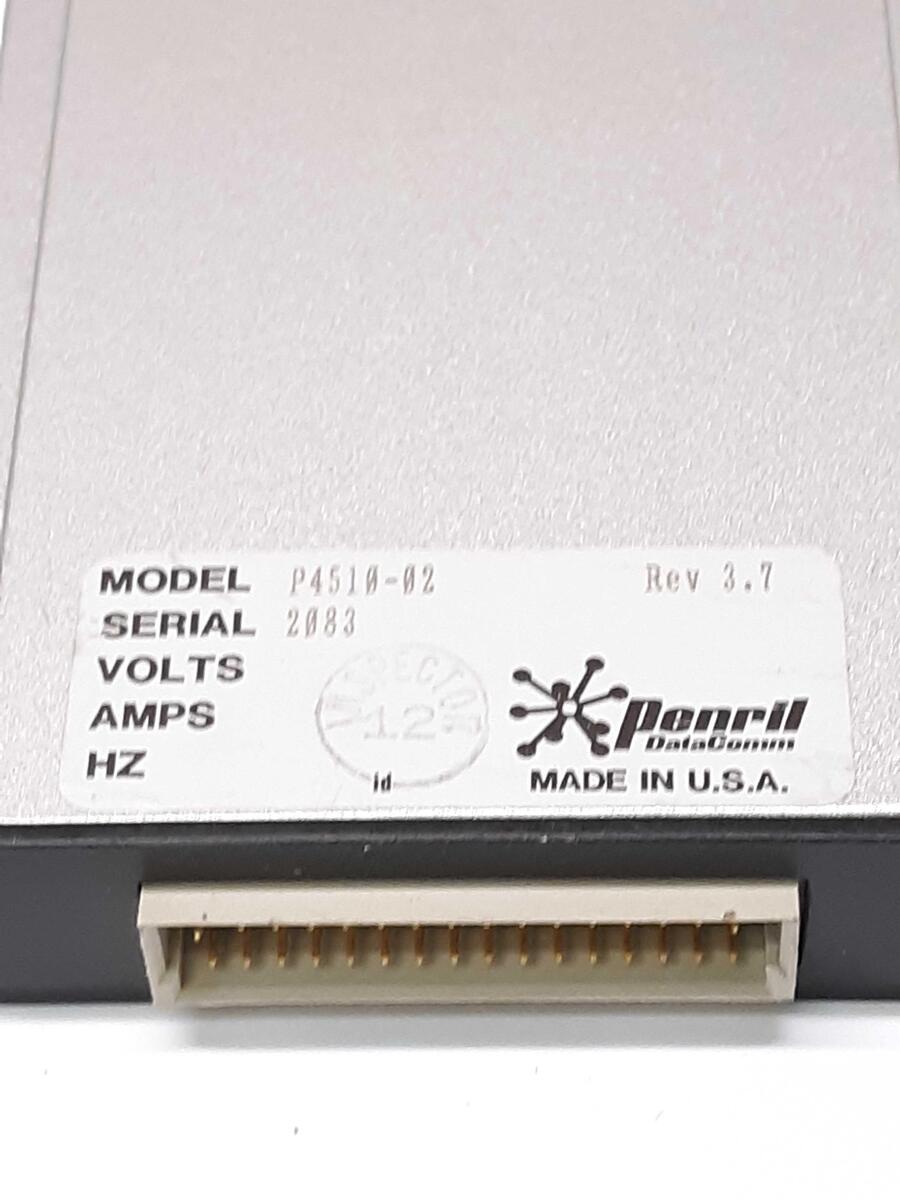 MODEL P4510-02 Rev 3.7
SERIAL 2083
VOLTS
AMPS
HZ
INSPECTOR
12
id
Penril
DataComm
MADE IN U.S.A.